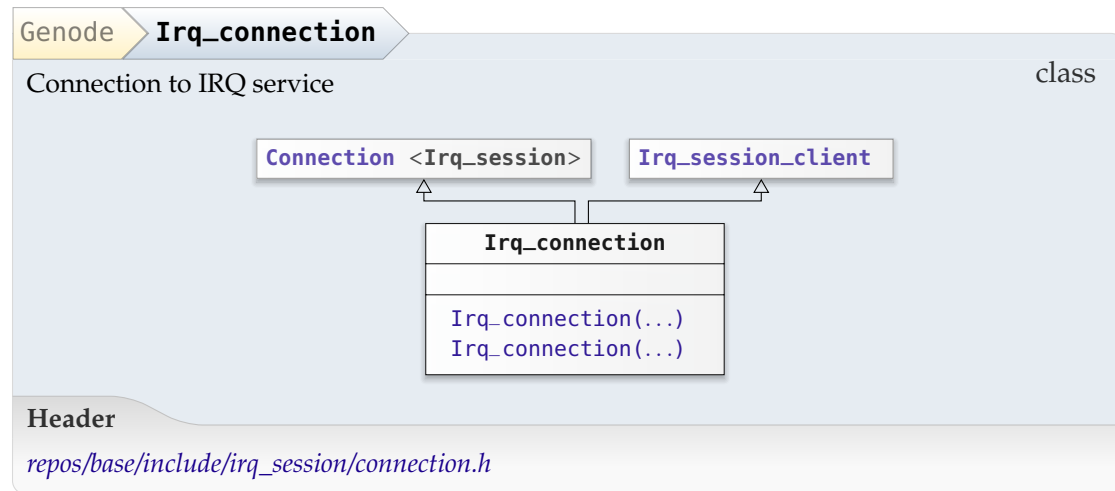 Genode Irq_connection
Connection to IRQ service
class
Connection <Irq_session>
Irq_session_client
Irq_connection
Irq_connection(...)
Irq_connection(...)
Header
repos/base/include/irq_session/connection.h